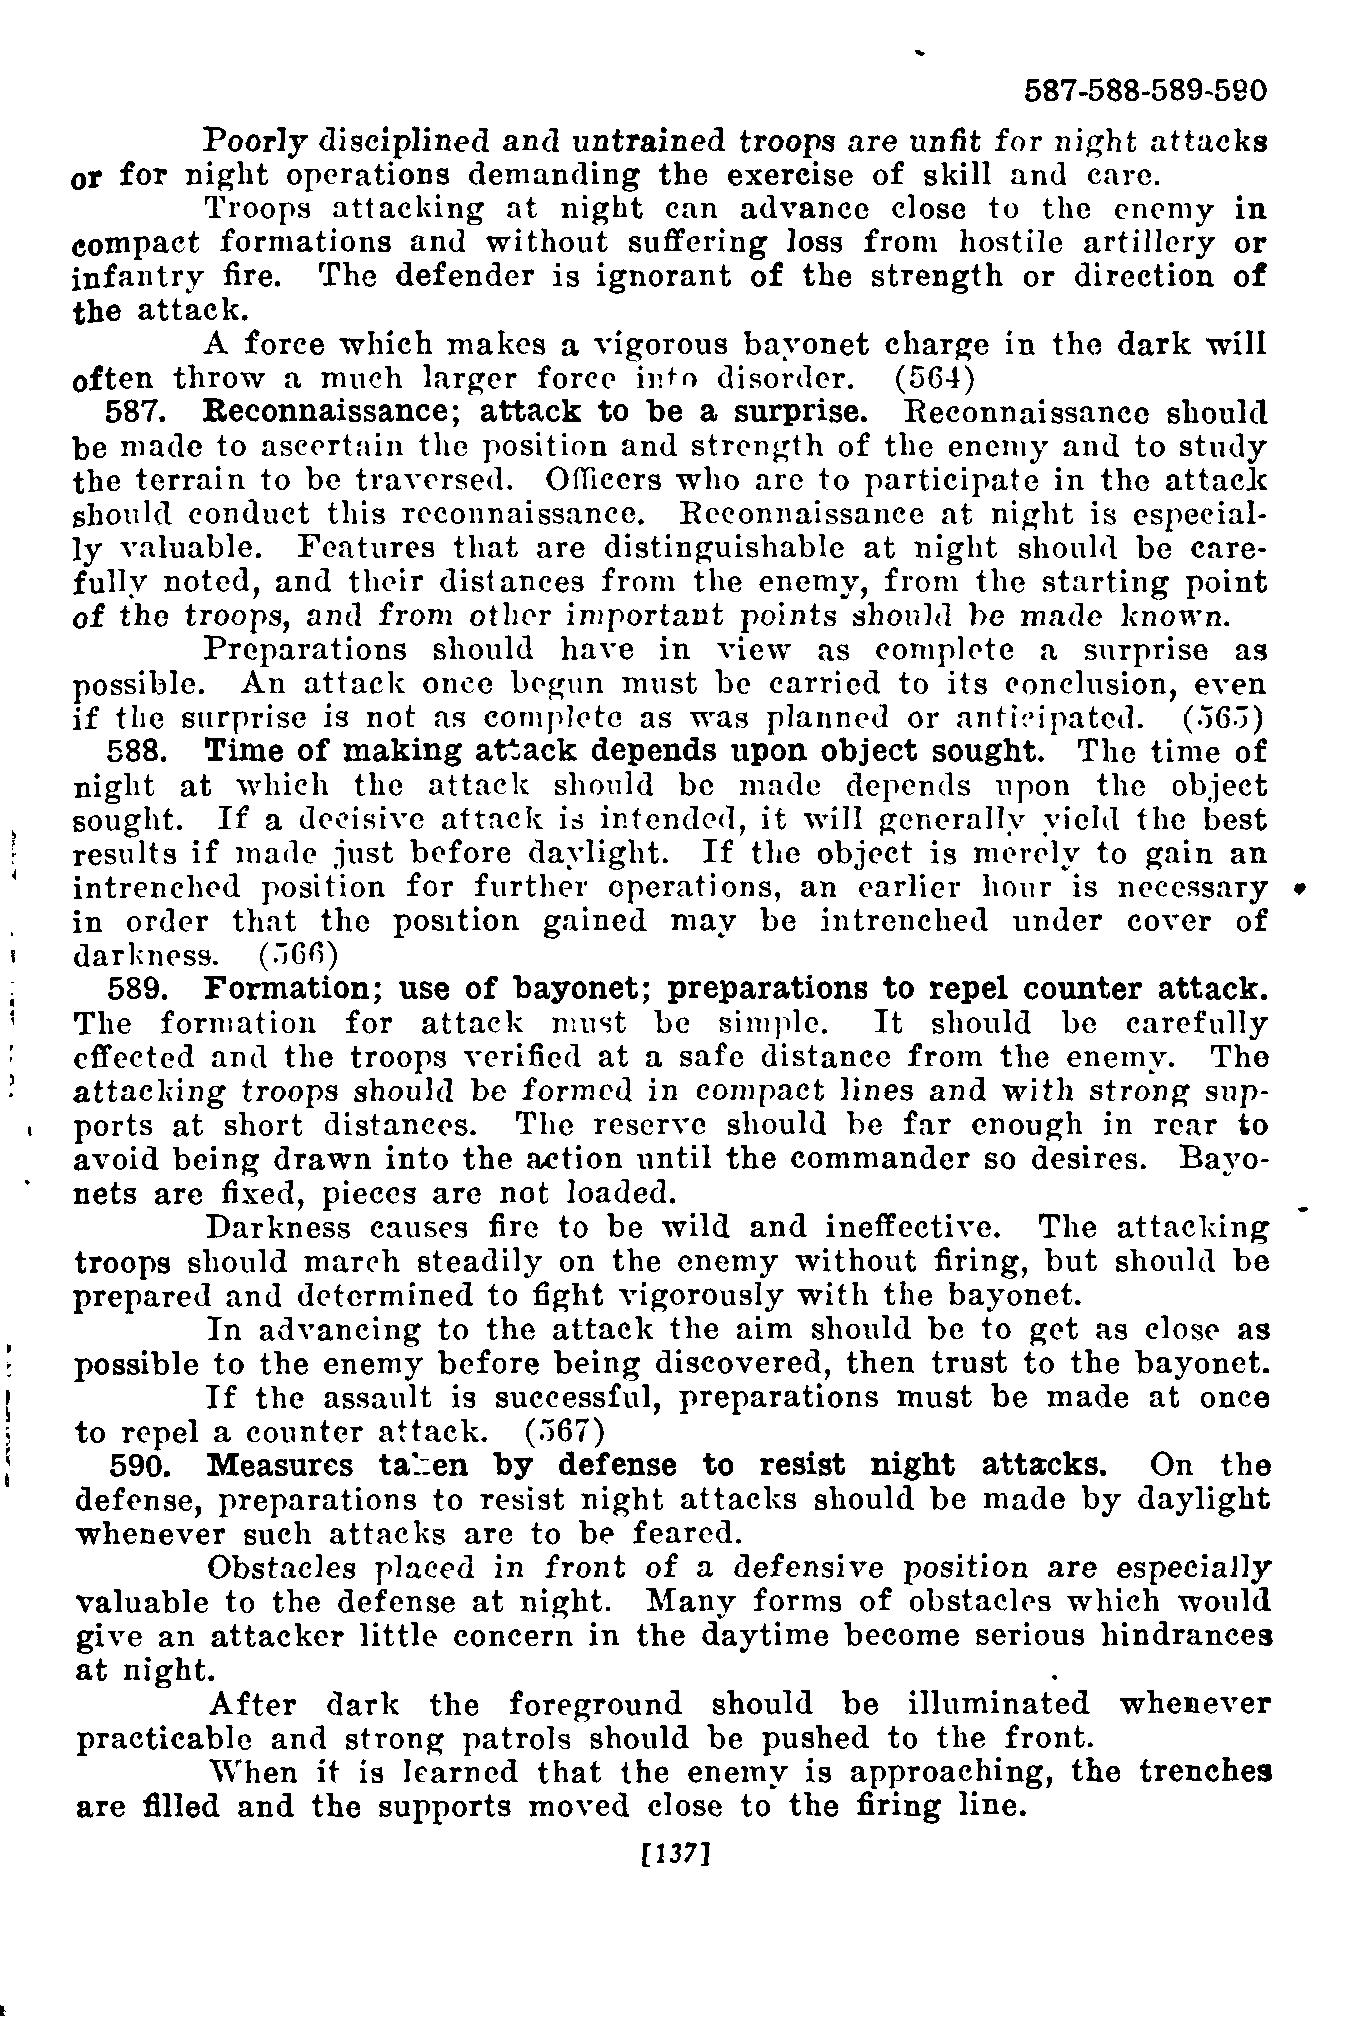 587-588-589-590
Poorly disciplined and untrained troops are unfit for night attacks
or for night operations demanding the exercise of skill and care.
Troops attacking at night can advance close to the enemy in
compact formations and without suffering loss from hostile artillery or
infantry fire. The defender is ignorant of the strength or direction of
the attack.
A force which makes a vigorous bayonet charge in the dark will
often throw a much larger force into disorder. (564)
587. Reconnaissance; attack to be a surprise. Reconnaissance should
be made to ascertain the position and strength of the enemy and to study
the terrain to be traversed. Officers who are to participate in the attack
should conduct this reconnaissance. Reconnaissance at night is especial-
ly valuable. Features that are distinguishable at night should be care-
fully noted, and their distances from the enemy, from the starting point
of the troops, and from other important points should be made known.
Preparations should have in view as complete a surprise as
possible. An attack once begun must be carried to its conclusion, even
if the surprise is not as complete as was planned or anticipated. (565)
588. Time of making attack depends upon object sought. The time of
night at which the attack should be made depends upon the object
sought. If a decisive attack is intended, it will generally yield the best
results if made just before daylight. If the object is merely to gain an
intrenched position for further operations, an earlier hour is necessary
in order that the position gained may be intrenched under cover of
darkness. (566)
589. Formation; use of bayonet; preparations to repel counter attack.
The formation for attack must be simple. It should be carefully
effected and the troops verified at a safe distance from the enemy. The
attacking troops should be formed in compact lines and with strong sup-
ports at short distances. The reserve should be far enough in rear to
avoid being drawn into the action until the commander so desires. Bayo-
nets are fixed, pieces are not loaded.
Darkness causes fire to be wild and ineffective. The attacking
troops should march steadily on the enemy without firing, but should be
prepared and determined to fight vigorously with the bayonet.
In advancing to the attack the aim should be to get as close as
possible to the enemy before being discovered, then trust to the bayonet.
If the assault is successful, preparations must be made at once
to repel a counter attack. (567)
590. Measures taken by defense to resist night attacks. On the
defense, preparations to resist night attacks should be made by daylight
whenever such attacks are to be feared.
Obstacles placed in front of a defensive position are especially
valuable to the defense at night. Many forms of obstacles which would
give an attacker little concern in the daytime become serious hindrances
at night.
After dark the foreground should be illuminated whenever
practicable and strong patrols should be pushed to the front.
When it is learned that the enemy is approaching, the trenches
are filled and the supports moved close to the firing line.
[137]